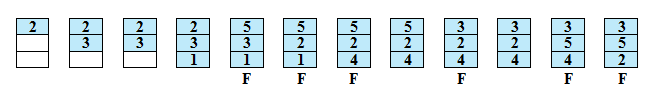 2 2 2 2 5 5 5 5 3 3 3 3
3 3 3 3 2 2 2 2 2 5 5
1 1 1 4 4 4 4 4 2
F F F F F F